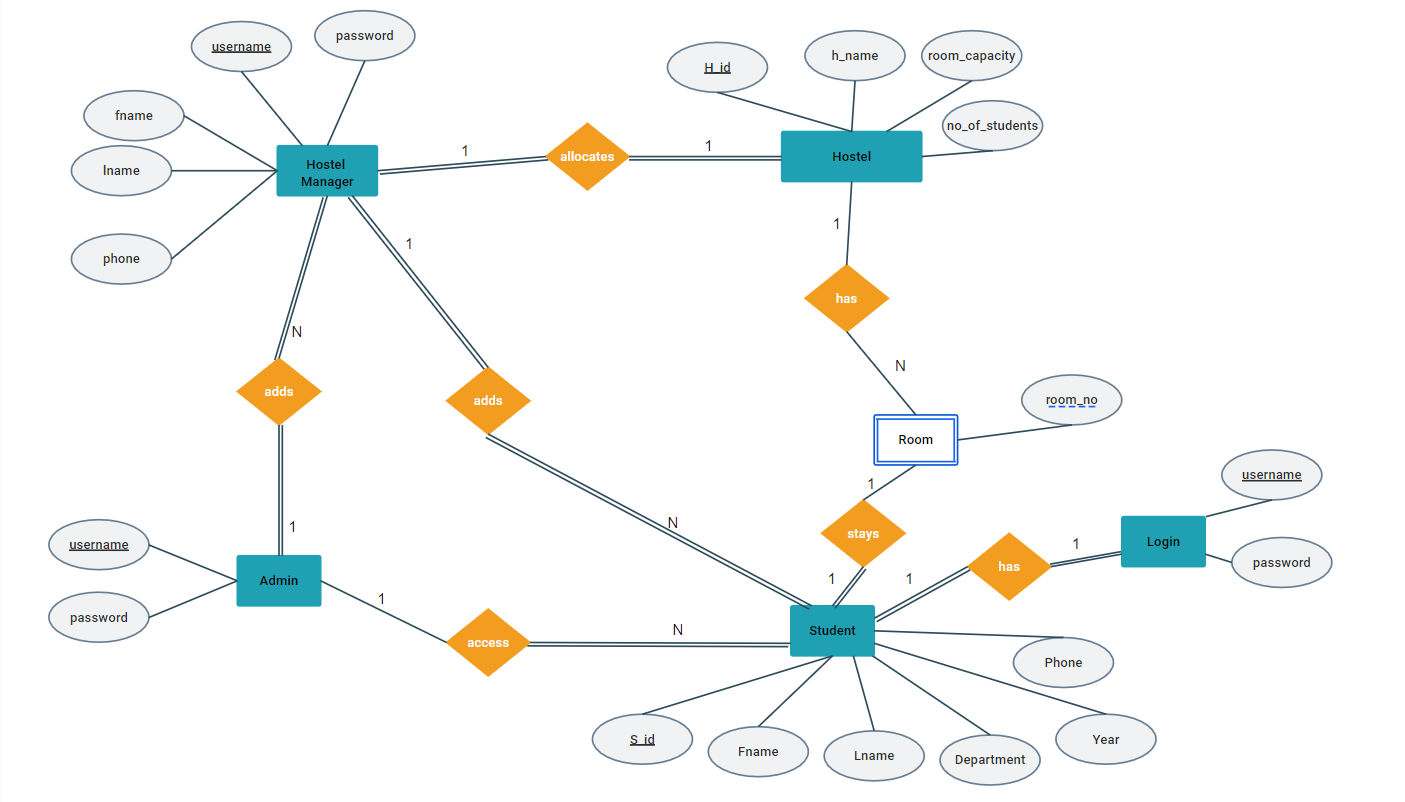 username
password
H_id
h_name
room_capacity
fname
no_of_students
Hostel
Manager
1
allocates
1
Hostel
lname
phone
1
1
has
N
adds
adds
N
room_no
Room
1
username
N
1
stays
1
Login
username
1
1
has
password
Admin
1
password
access
N
Student
Phone
S_id
Fname
Lname
Department
Year